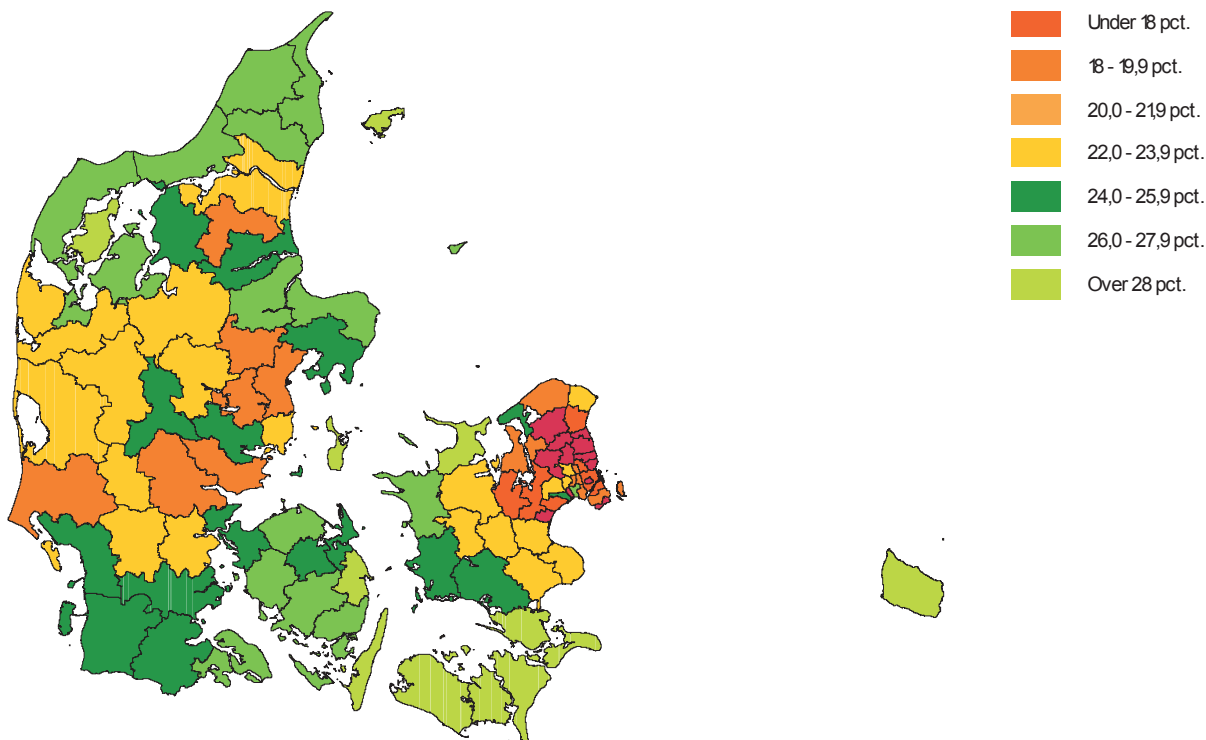 Under 18 pct.
18 - 19,9 pct.
20,0 - 21,9 pct.
22,0 - 23,9 pct.
24,0 - 25,9 pct.
26,0 - 27,9 pct.
Over 28 pct.